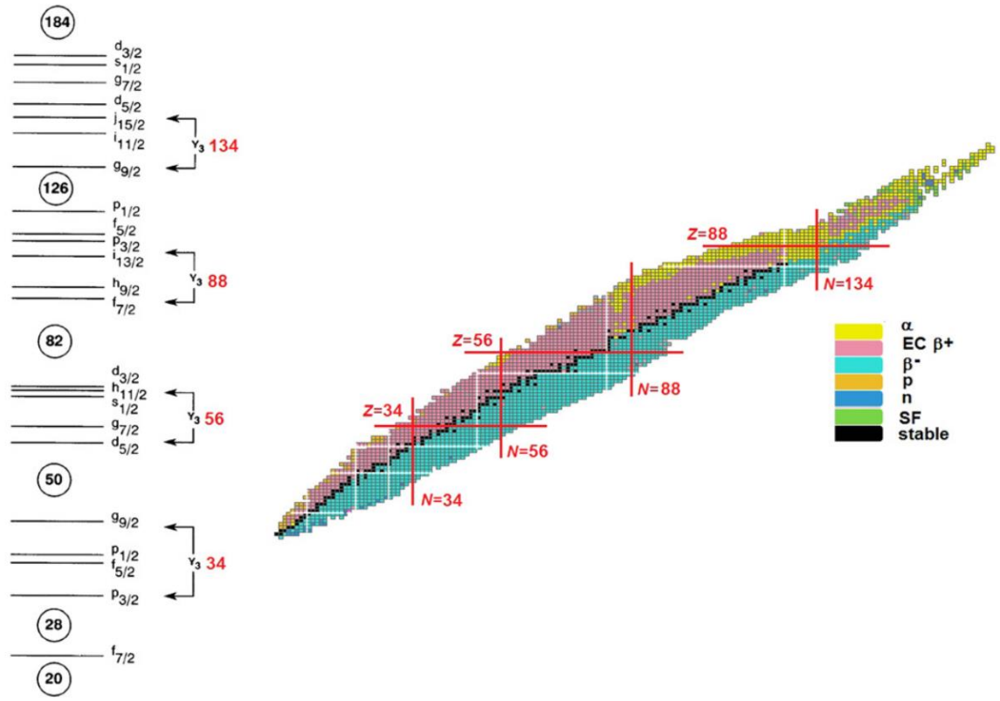 184
d3/2
s1/2
g7/2
d5/2
j15/2
i11/2
Y3 134
g9/2
126
p1/2
f5/2
p3/2
i13/2
Y3 88
h9/2
f7/2
82
d3/2
h11/2
s1/2
Y3 56
g7/2
d5/2
50
g9/2
p1/2
Y3 34
f5/2
p3/2
28
f7/2
20
Z=88
N=134
Z=56
N=88
Z=34
N=56
N=34
α
EC β+
β-
p
n
SF
stable